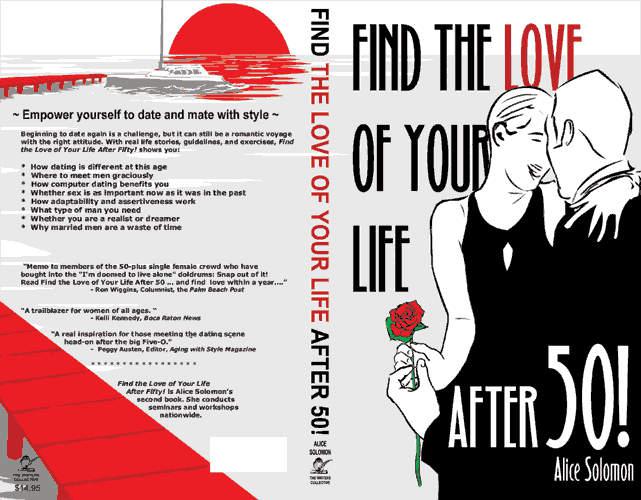 ~ Empower yourself to date and mate with style ~
Beginning to date again is a challenge, but it can still be a romantic voyage
with the right attitude. With real life stories, guidelines, and exercises, Find
the Love of Your Life After Fifty! shows you:
* How dating is different at this age
* Where to meet men graciously
* How computer dating benefits you
* Whether sex is as important now as it was in the past
* How adaptability and assertiveness work
* What type of man you need
* Whether you are a realist or dreamer
* Why married men are a waste of time
"Memo to members of the 50-plus single female crowd who have
bought into the "I'm doomed to live alone" doldrums: Snap out of it!
Read Find the Love of Your Life After 50 ... and find love within a year...."
- Ron Wiggins, Columnist, the Palm Beach Post
"A trailblazer for women of all ages. "
- Kelli Kennedy, Boca Raton News
"A real inspiration for those meeting the dating scene
head-on after the big Five-O."
- Peggy Austen, Editor, Aging with Style Magazine
* * * * * * * * * * * * * * * * *
Find the Love of Your Life
After Fifty! is Alice Solomon's
second book. She conducts
seminars and workshops
nationwide.
THE WRITERS
COLLECTIVE
$14.95
FIND THE LOVE OF YOUR LIFE AFTER 50!
ALICE
SOLOMON
THE WRITERS
COLLECTIVE
FIND THE LOVE
OF YOUR
LIFE
AFTER 50!
Alice Solomon